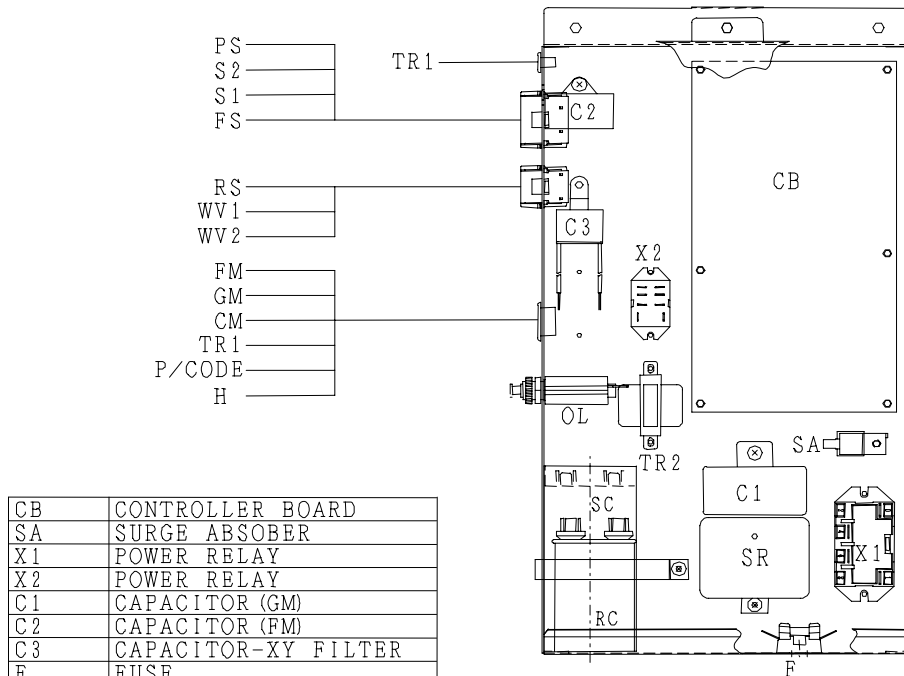 PS
S2
S1
FS
TR1
C2
CB
RS
WV1
WV2
C3
X2
FM
GM
CM
TR1
P/CODE
H
OL
TR2
SA
C1
SC
SR
X1
RC
F
CB CONTROLLER BOARD
SA SURGE ABSOBER
X1 POWER RELAY
X2 POWER RELAY
C1 CAPACITOR (GM)
C2 CAPACITOR (FM)
C3 CAPACITOR-XY FILTER
F FUSE